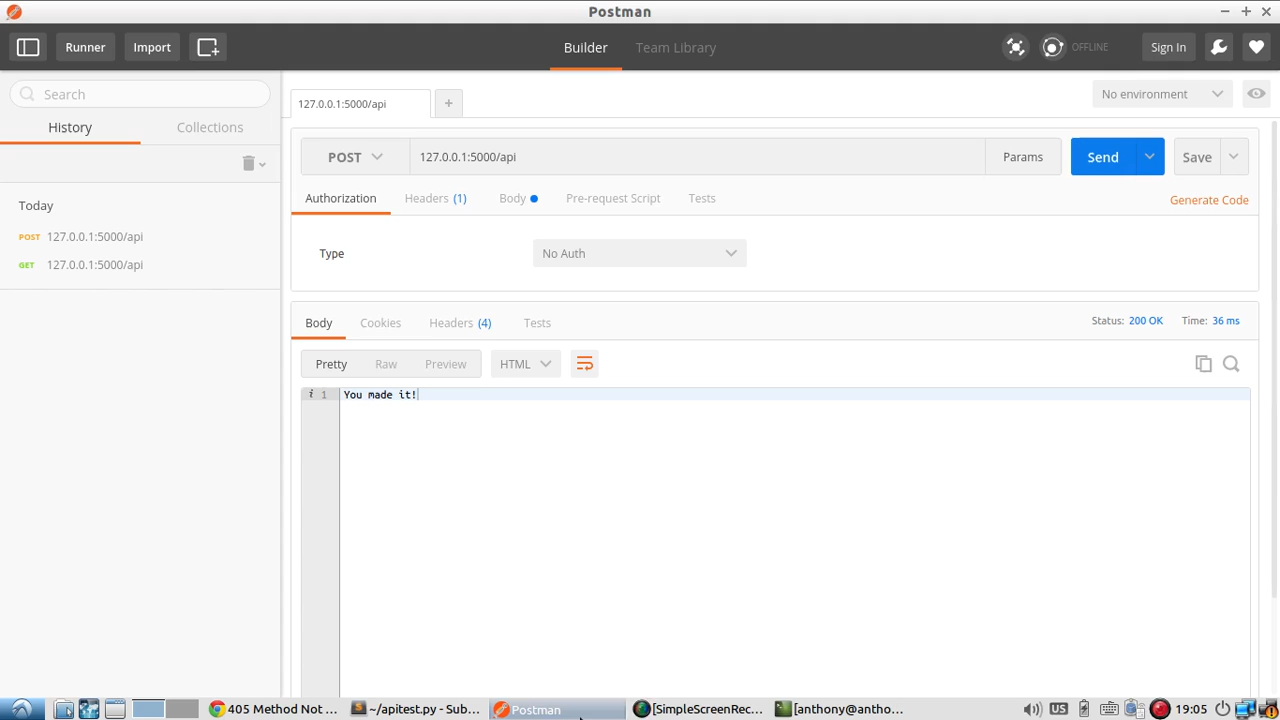 Postman
Runner
Import
Builder
Team Library
OFFLINE
Sign In
Search
127.0.0.1:5000/api
+
No environment
History
Collections
POST
127.0.0.1:5000/api
Params
Send
Save
Authorization
Headers (1)
Body
Pre-request Script
Tests
Generate Code
Today
POST 127.0.0.1:5000/api
GET 127.0.0.1:5000/api
Type
No Auth
Body
Cookies
Headers (4)
Tests
Status: 200 OK
Time: 36 ms
Pretty
Raw
Preview
HTML
i 1 You made it!
405 Method Not ...
~/apitest.py - Sub...
Postman
[SimpleScreenRec...
[anthony@antho...
US
19:05